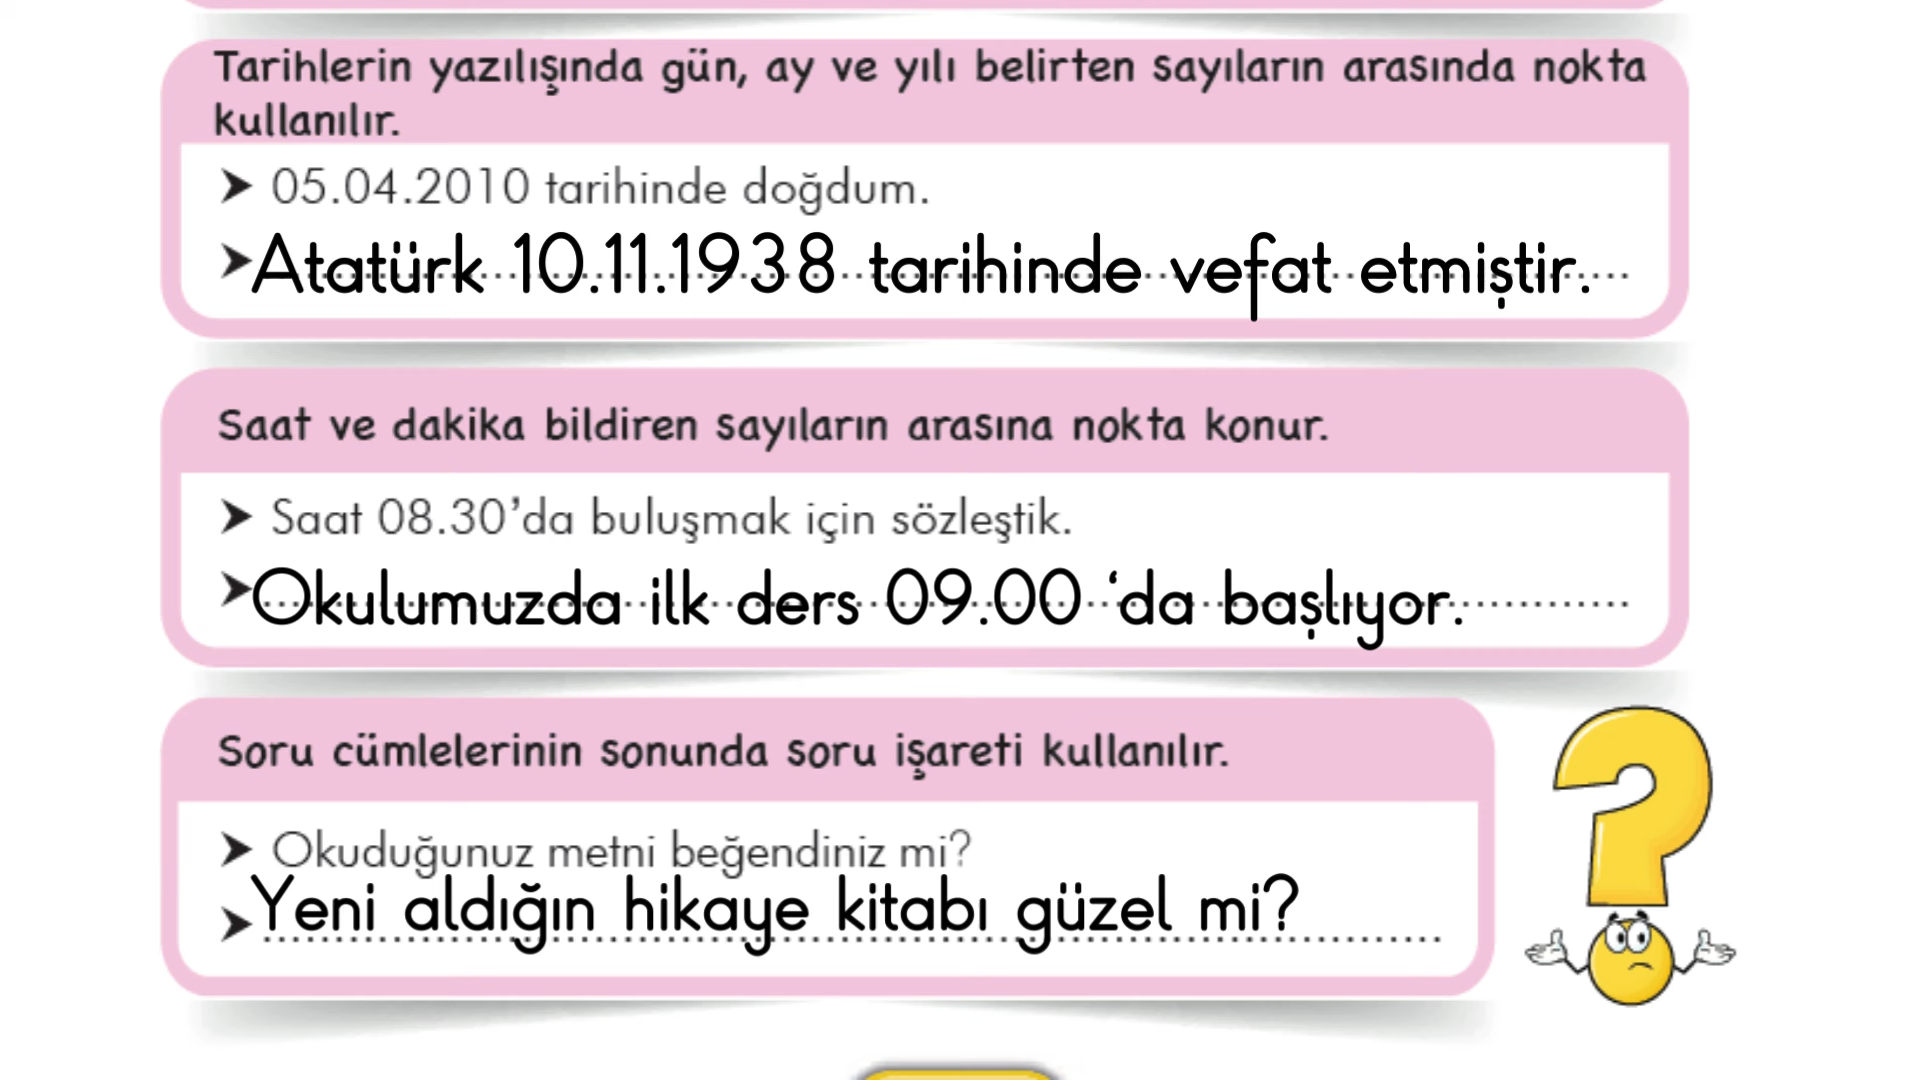 Tarihlerin yazılışında gün, ay ve yılı belirten sayıların arasında nokta
kullanılır.
➤ 05.04.2010 tarihinde doğdum.
➤ Atatürk 10.11.1938 tarihinde vefat etmiştir.
Saat ve dakika bildiren sayıların arasına nokta konur.
➤ Saat 08.30’da buluşmak için sözleştik.
➤ Okulumuzda ilk ders 09.00 ‘da başlıyor.
Soru cümlelerinin sonunda soru işareti kullanılır.
➤ Okuduğunuz metni beğendiniz mi?
➤ Yeni aldığın hikaye kitabı güzel mi?
?